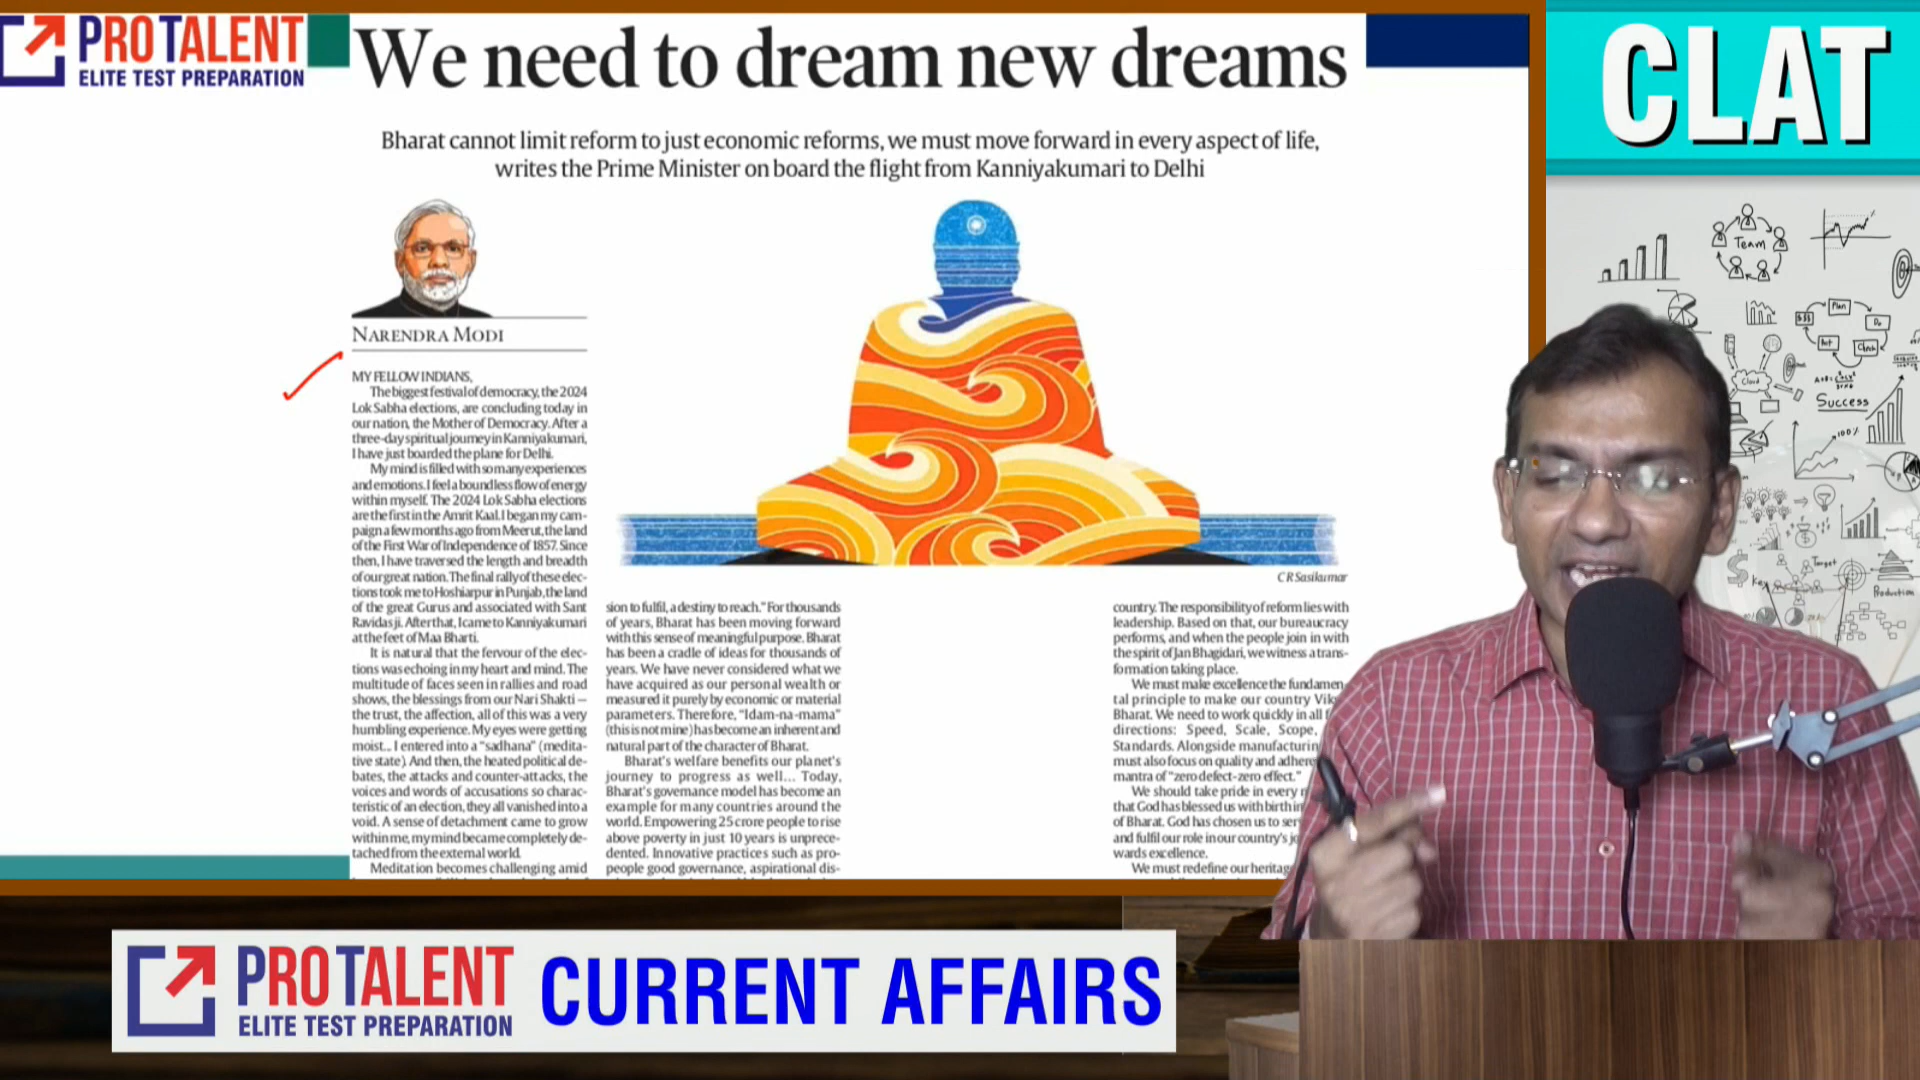 PRO TALENT
ELITE TEST PREPARATION
We need to dream new dreams
CLAT
Bharat cannot limit reform to just economic reforms, we must move forward in every aspect of life,
writes the Prime Minister on board the flight from Kanniyakumari to Delhi
NARENDRA MODI
MY FELLOW INDIANS,
The biggest festival of democracy, the 2024
Lok Sabha elections, are concluding today in
our nation, the Mother of Democracy. After a
three-day spiritual journey in Kanniyakumari,
I have just boarded the plane for Delhi.
My mind is filled with so many experiences
and emotions. I feel a boundless flow of energy
within myself. The 2024 Lok Sabha elections
are the first in the Amrit Kaal. I began my cam-
paign a few months ago from Meerut, the land
of the First War of Independence of 1857. Since
then, I have traversed the length and breadth
of our great nation. The final rally of these elec-
tions took me to Hoshiarpur in Punjab, the land
of the great Gurus and associated with Sant
Ravidas ji. After that, I came to Kanniyakumari
at the feet of Maa Bharti.
It is natural that the fervour of the elec-
tions was echoing in my heart and mind. The
multitude of faces seen in rallies and road
shows, the blessings from our Nari Shakti —
the trust, the affection, all of this was a very
humbling experience. My eyes were getting
moist... I entered into a "sadhana" (medita-
tive state). And then, the heated political de-
bates, the attacks and counter-attacks, the
voices and words of accusations so charac-
teristic of an election, they all vanished into a
void. A sense of detachment came to grow
within me, my mind became completely de-
tached from the external world.
Meditation becomes challenging amid
C R Sasikumar
sion to fulfil, a destiny to reach." For thousands
of years, Bharat has been moving forward
with this sense of meaningful purpose. Bharat
has been a cradle of ideas for thousands of
years. We have never considered what we
have acquired as our personal wealth or
measured it purely by economic or material
parameters. Therefore, "Idam-na-mama"
(this is not mine) has become an inherent and
natural part of the character of Bharat.
Bharat's welfare benefits our planet's
journey to progress as well... Today,
Bharat's governance model has become an
example for many countries around the
world. Empowering 25 crore people to rise
above poverty in just 10 years is unprece-
dented. Innovative practices such as pro-
people good governance, aspirational dis-
country. The responsibility of reform lies with
leadership. Based on that, our bureaucracy
performs, and when the people join in with
the spirit of Jan Bhagidari, we witness a trans-
formation taking place.
We must make excellence the fundamen
tal principle to make our country Vik
Bharat. We need to work quickly in all
directions: Speed, Scale, Scope,
Standards. Alongside manufacturin
must also focus on quality and adhere
mantra of "zero defect-zero effect."
We should take pride in every
that God has blessed us with birth in
of Bharat. God has chosen us to ser
and fulfil our role in our country's jo
wards excellence.
We must redefine our heritag
Team
Plan
Do
Check
Act
Cloud
Success
100%
Target
Key
Production
PRO TALENT
ELITE TEST PREPARATION
CURRENT AFFAIRS